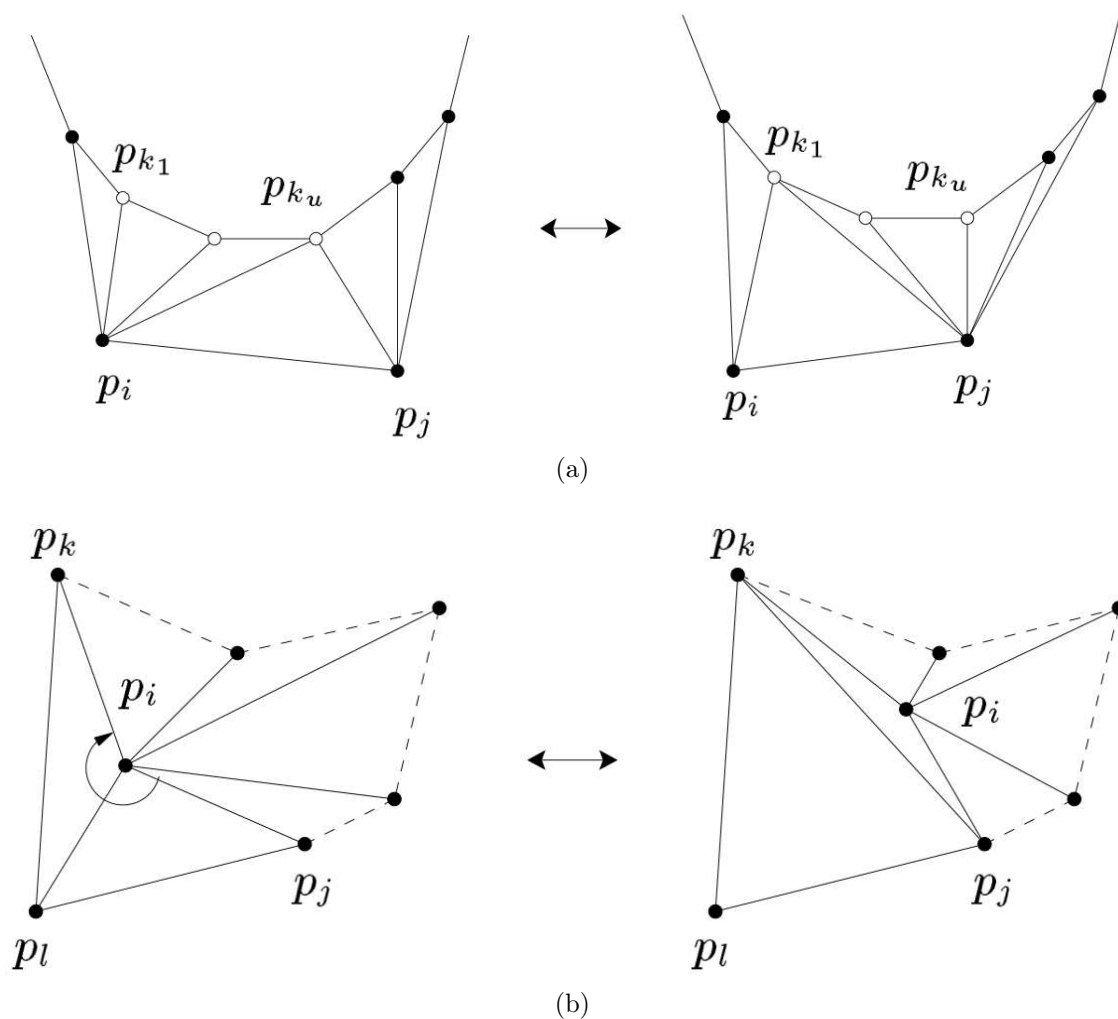 p_{k_1} p_{k_u} p_{k_1} p_{k_u}
p_i p_j p_i p_j
(a)
p_k p_k
p_i p_i
p_j p_j
p_l p_l
(b)